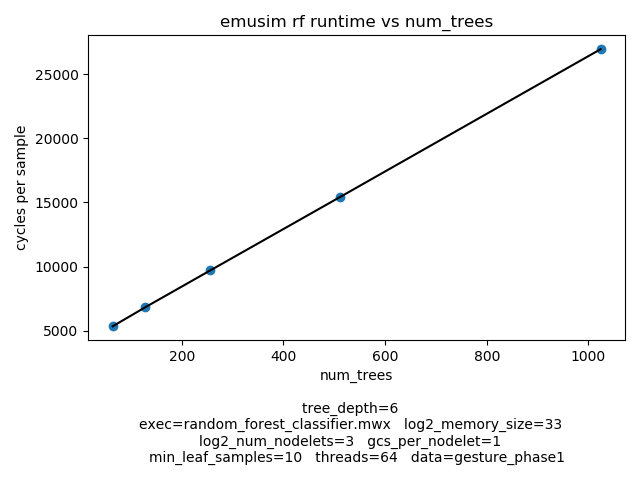 emusim rf runtime vs num_trees
25000
20000
15000
10000
5000
cycles per sample
200 400 600 800 1000
num_trees
tree_depth=6
exec=random_forest_classifier.mwx log2_memory_size=33
log2_num_nodelets=3 gcs_per_nodelet=1
min_leaf_samples=10 threads=64 data=gesture_phase1